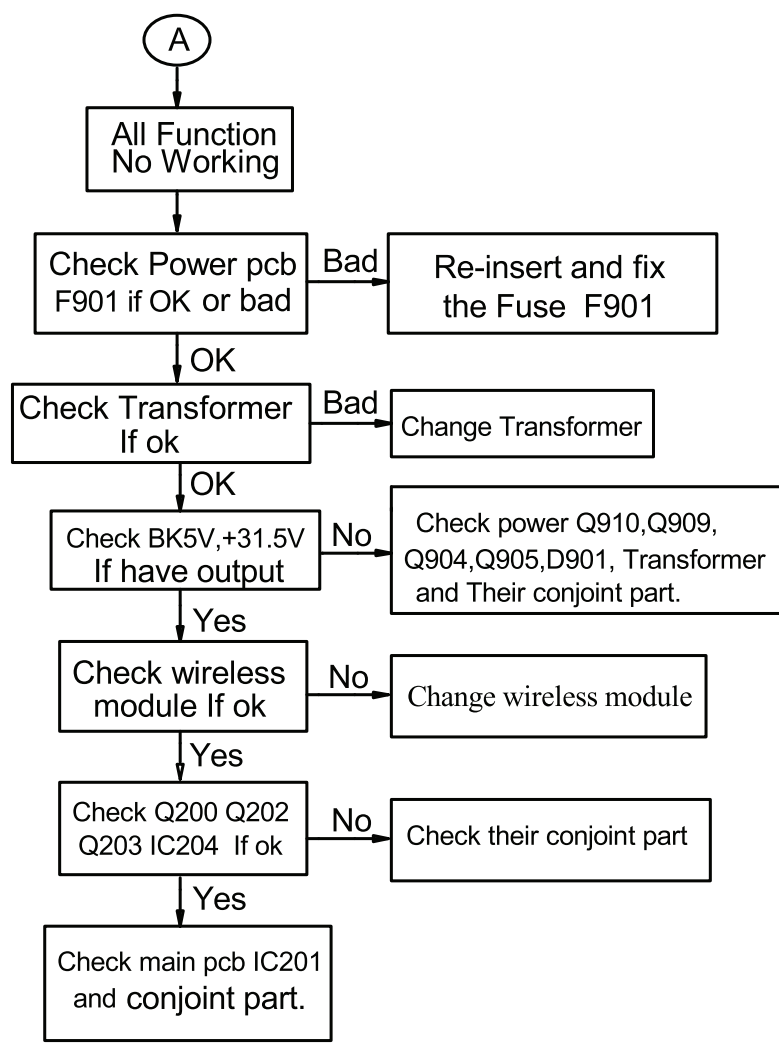 A
All Function
No Working
Check Power pcb
F901 if OK or bad
Bad
Re-insert and fix
the Fuse F901
OK
Check Transformer
If ok
Bad
Change Transformer
OK
Check BK5V,+31.5V
If have output
No
Check power Q910,Q909,
Q904,Q905,D901, Transformer
and Their conjoint part.
Yes
Check wireless
module If ok
No
Change wireless module
Yes
Check Q200 Q202
Q203 IC204 If ok
No
Check their conjoint part
Yes
Check main pcb IC201
and conjoint part.